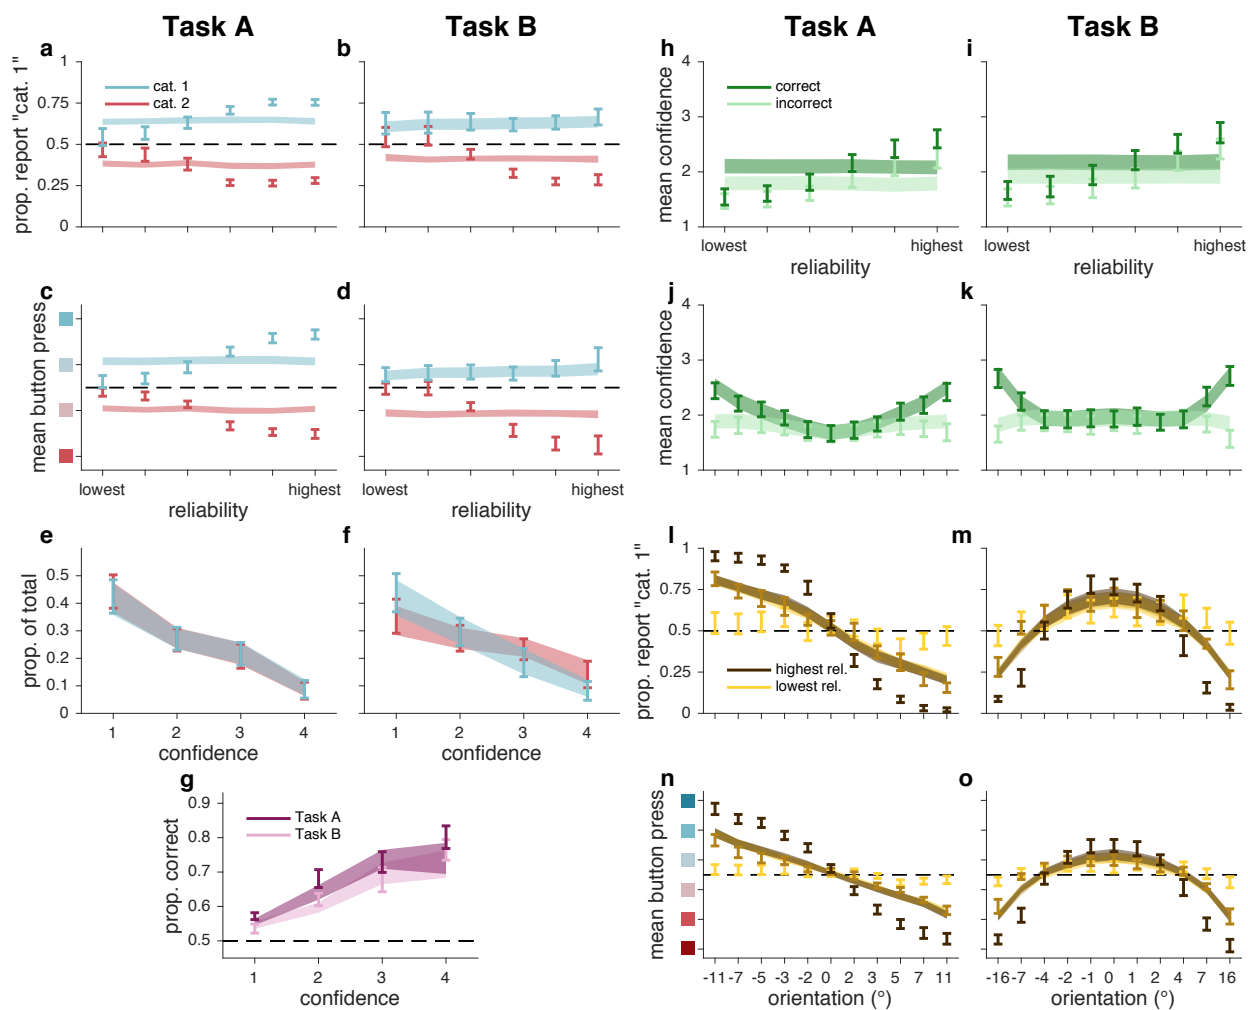 Task A
Task B
Task A
Task B
a
b
h
i
prop. report "cat. 1"
1
0.75
0.5
0.25
0
cat. 1
cat. 2
mean confidence
4
3
2
1
correct
incorrect
lowest
highest
reliability
lowest
highest
reliability
c
d
j
k
mean button press
lowest
highest
reliability
lowest
highest
reliability
mean confidence
4
3
2
1
e
f
l
m
prop. of total
0.5
0.4
0.3
0.2
0.1
0
1 2 3 4
confidence
1 2 3 4
confidence
prop. report "cat. 1"
1
0.75
0.5
0.25
0
highest rel.
lowest rel.
g
n
o
prop. correct
0.9
0.8
0.7
0.6
0.5
Task A
Task B
1 2 3 4
confidence
mean button press
-11 -7 -5 -3 -2 0 2 3 5 7 11
orientation (°)
-16 -7 -4 -2 -1 0 1 2 4 7 16
orientation (°)